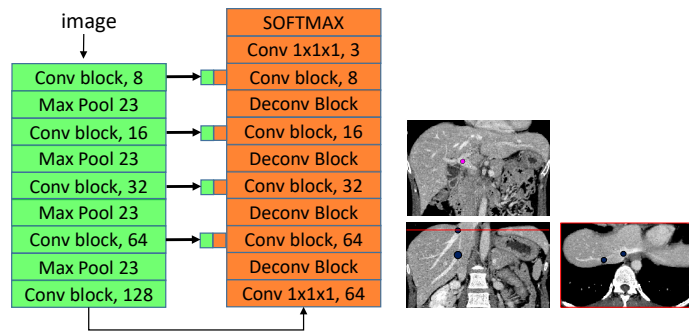 image
Conv block, 8
Max Pool 23
Conv block, 16
Max Pool 23
Conv block, 32
Max Pool 23
Conv block, 64
Max Pool 23
Conv block, 128
SOFTMAX
Conv 1x1x1, 3
Conv block, 8
Deconv Block
Conv block, 16
Deconv Block
Conv block, 32
Deconv Block
Conv block, 64
Deconv Block
Conv 1x1x1, 64